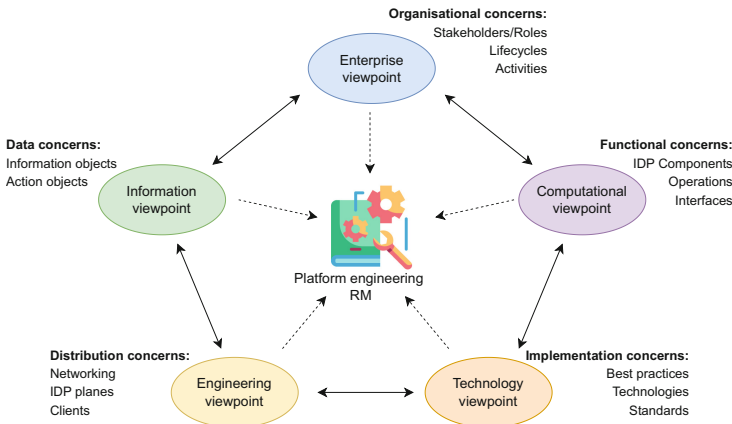 Organisational concerns:
Stakeholders/Roles
Lifecycles
Activities
Enterprise
viewpoint
Data concerns:
Information objects
Action objects
Information
viewpoint
Functional concerns:
IDP Components
Operations
Interfaces
Computational
viewpoint
Platform engineering
RM
Distribution concerns:
Networking
IDP planes
Clients
Engineering
viewpoint
Implementation concerns:
Best practices
Technologies
Standards
Technology
viewpoint